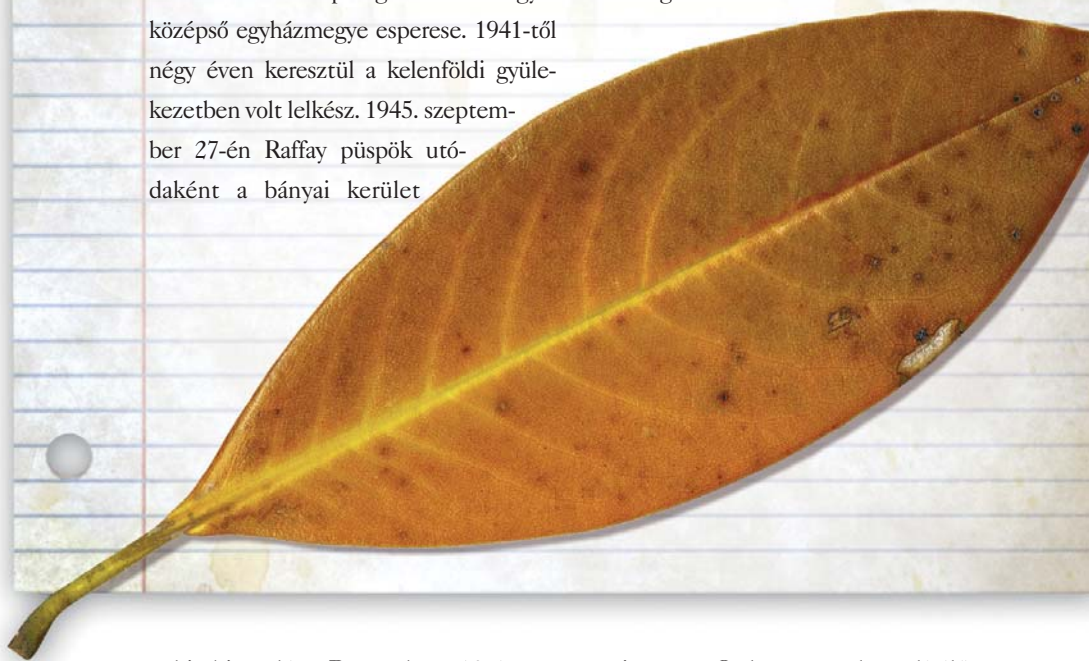 középső egyházmegye esperese. 1941-től
négy éven keresztül a kelenföldi gyüle-
kezetben volt lelkész. 1945. szeptem-
ber 27-én Raffay püspök utó-
daként a bányai kerület